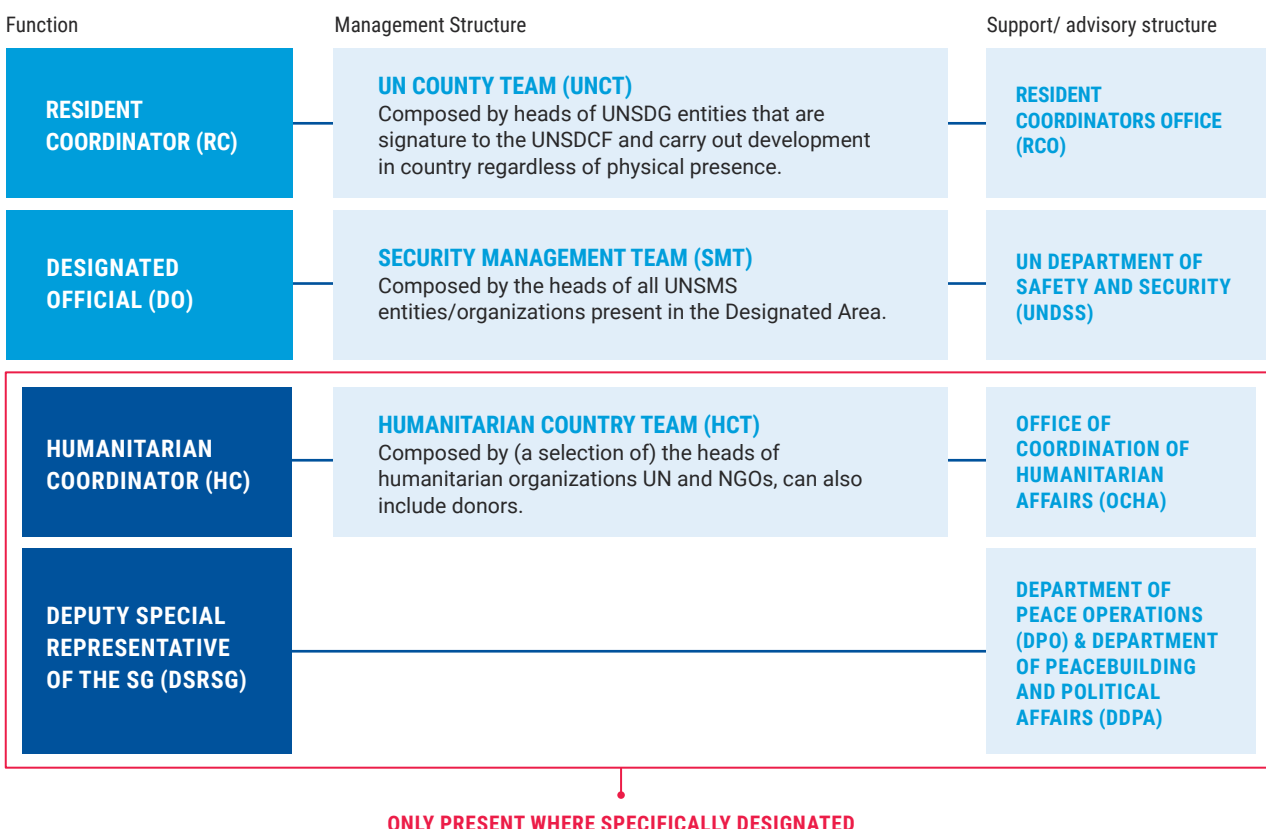 Function
Management Structure
Support/ advisory structure
RESIDENT
COORDINATOR (RC)
UN COUNTY TEAM (UNCT)
Composed by heads of UNSDG entities that are
signature to the UNSDCF and carry out development
in country regardless of physical presence.
RESIDENT
COORDINATORS OFFICE
(RCO)
DESIGNATED
OFFICIAL (DO)
SECURITY MANAGEMENT TEAM (SMT)
Composed by the heads of all UNSMS
entities/organizations present in the Designated Area.
UN DEPARTMENT OF
SAFETY AND SECURITY
(UNDSS)
HUMANITARIAN
COORDINATOR (HC)
HUMANITARIAN COUNTRY TEAM (HCT)
Composed by (a selection of) the heads of
humanitarian organizations UN and NGOs, can also
include donors.
OFFICE OF
COORDINATION OF
HUMANITARIAN
AFFAIRS (OCHA)
DEPUTY SPECIAL
REPRESENTATIVE
OF THE SG (DSRSG)
DEPARTMENT OF
PEACE OPERATIONS
(DPO) & DEPARTMENT
OF PEACEBUILDING
AND POLITICAL
AFFAIRS (DDPA)
ONLY PRESENT WHERE SPECIFICALLY DESIGNATED